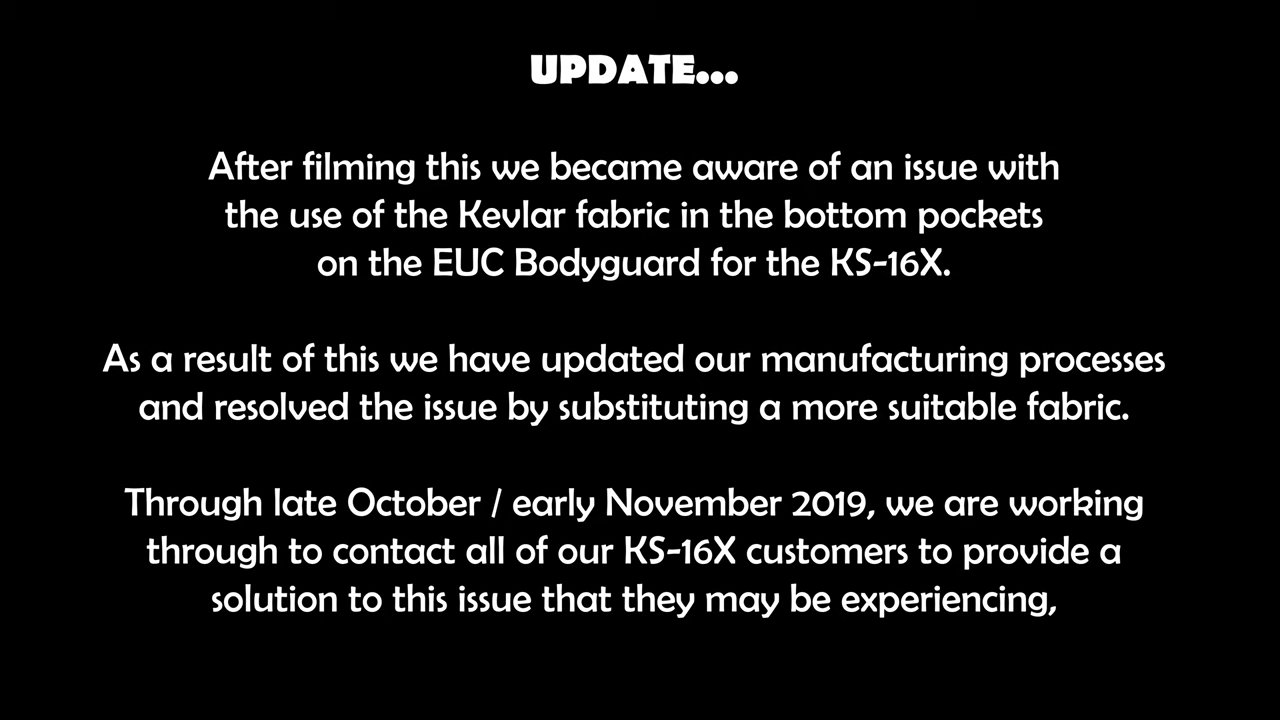 UPDATE...
After filming this we became aware of an issue with
the use of the Kevlar fabric in the bottom pockets
on the EUC Bodyguard for the KS-16X.
As a result of this we have updated our manufacturing processes
and resolved the issue by substituting a more suitable fabric.
Through late October / early November 2019, we are working
through to contact all of our KS-16X customers to provide a
solution to this issue that they may be experiencing,